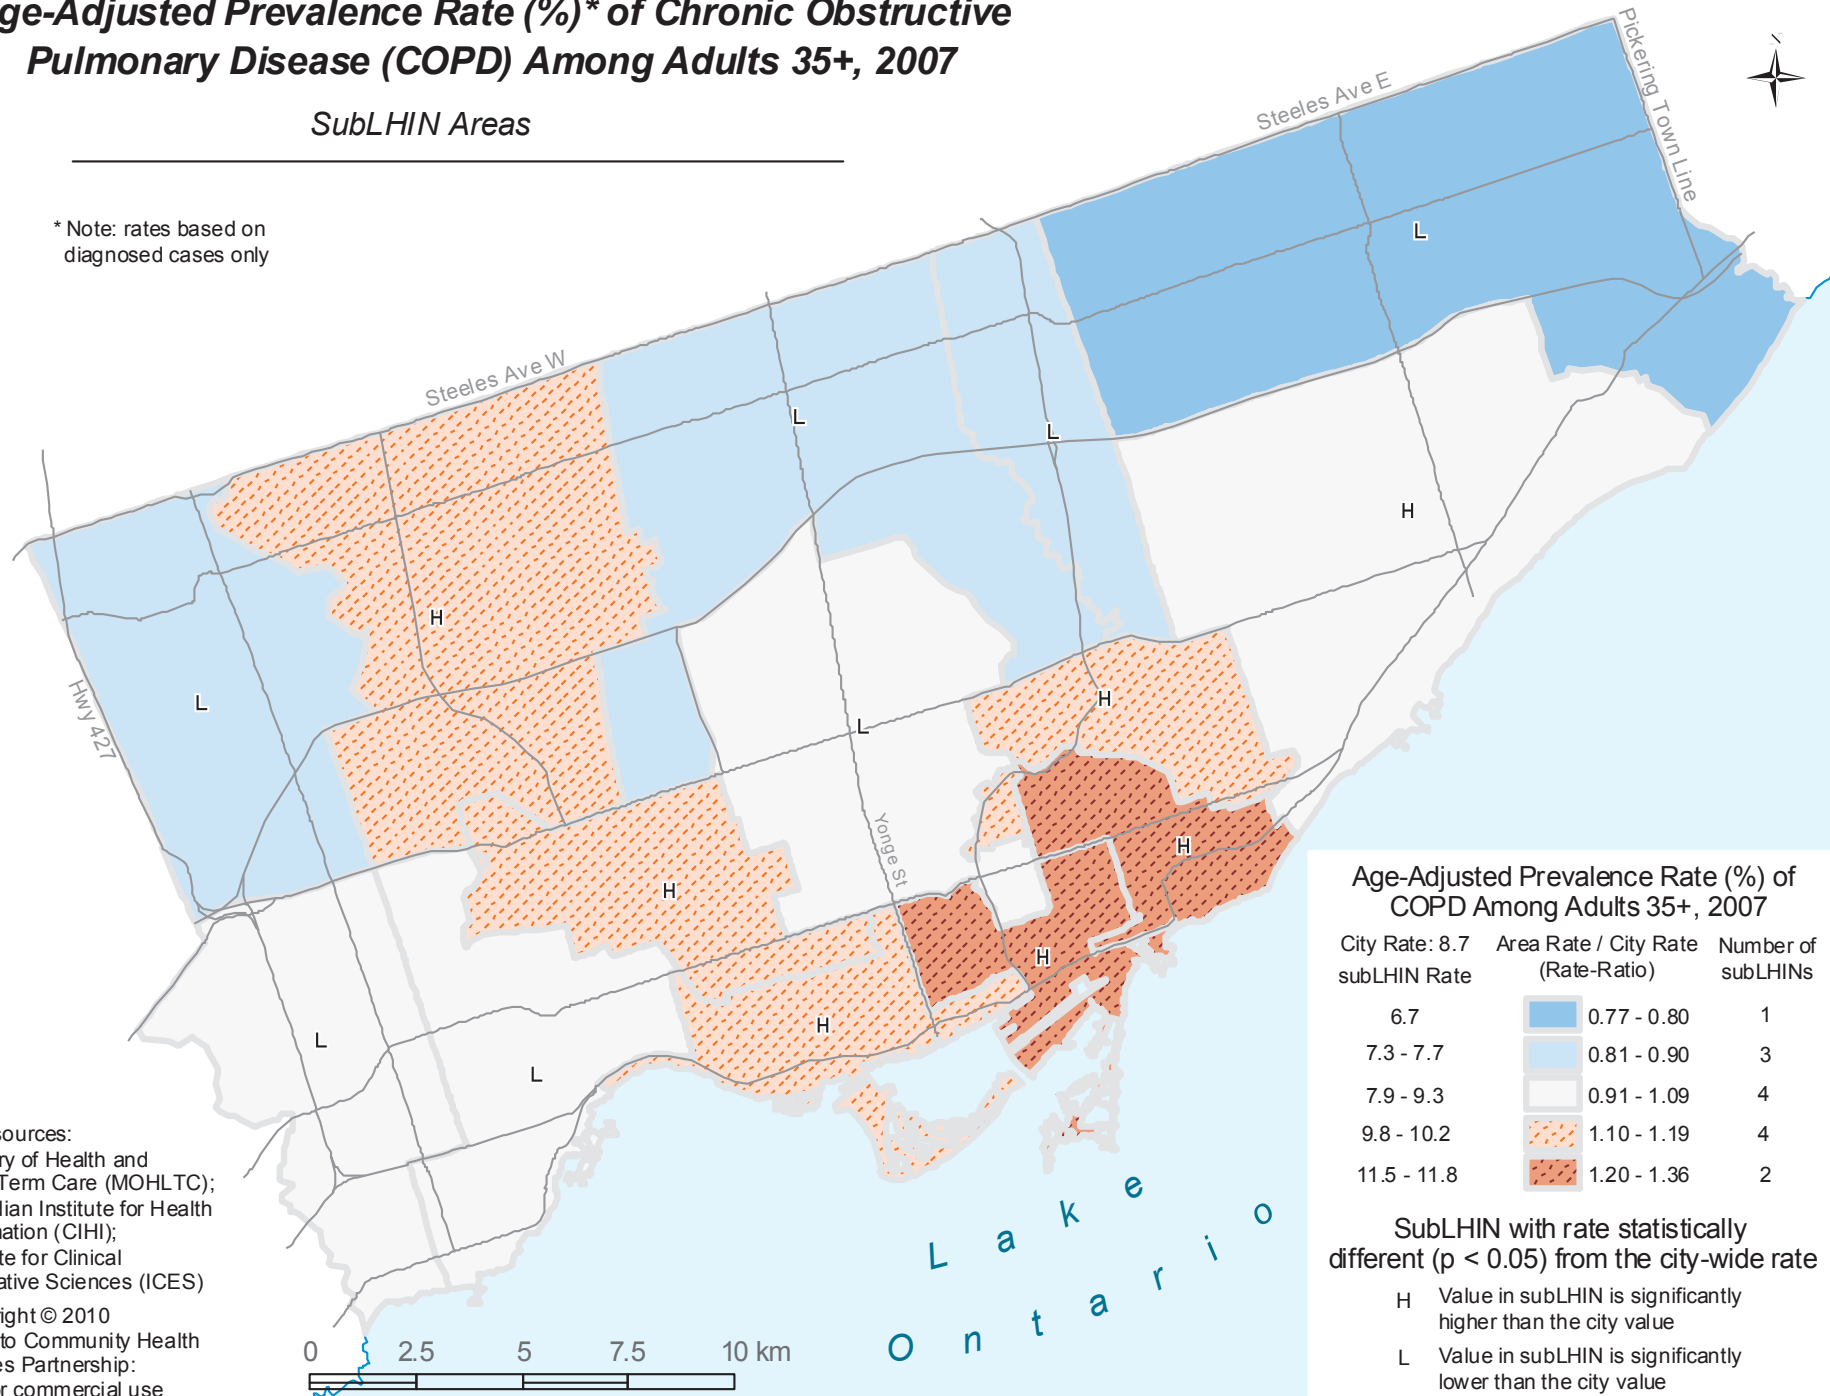 ge-Adjusted Prevalence Rate (%)* of Chronic Obstructive
Pulmonary Disease (COPD) Among Adults 35+, 2007
SubLHIN Areas
* Note: rates based on
diagnosed cases only
N
Steeles Ave E
Pickering Town Line
Steeles Ave W
Hwy 427
Yonge St
L
L
L
H
H
L
H
L
H
H
H
H
L
H
L
Lake
Ontario
Age-Adjusted Prevalence Rate (%) of
COPD Among Adults 35+, 2007
City Rate: 8.7
subLHIN Rate
Area Rate / City Rate
(Rate-Ratio)
Number of
subLHINs
6.7 0.77 - 0.80 1
7.3 - 7.7 0.81 - 0.90 3
7.9 - 9.3 0.91 - 1.09 4
9.8 - 10.2 1.10 - 1.19 4
11.5 - 11.8 1.20 - 1.36 2
SubLHIN with rate statistically
different (p < 0.05) from the city-wide rate
H Value in subLHIN is significantly
higher than the city value
L Value in subLHIN is significantly
lower than the city value
ources:
ry of Health and
Term Care (MOHLTC);
lian Institute for Health
nation (CIHI);
te for Clinical
ative Sciences (ICES)
right © 2010
to Community Health
es Partnership:
or commercial use
0 2.5 5 7.5 10 km